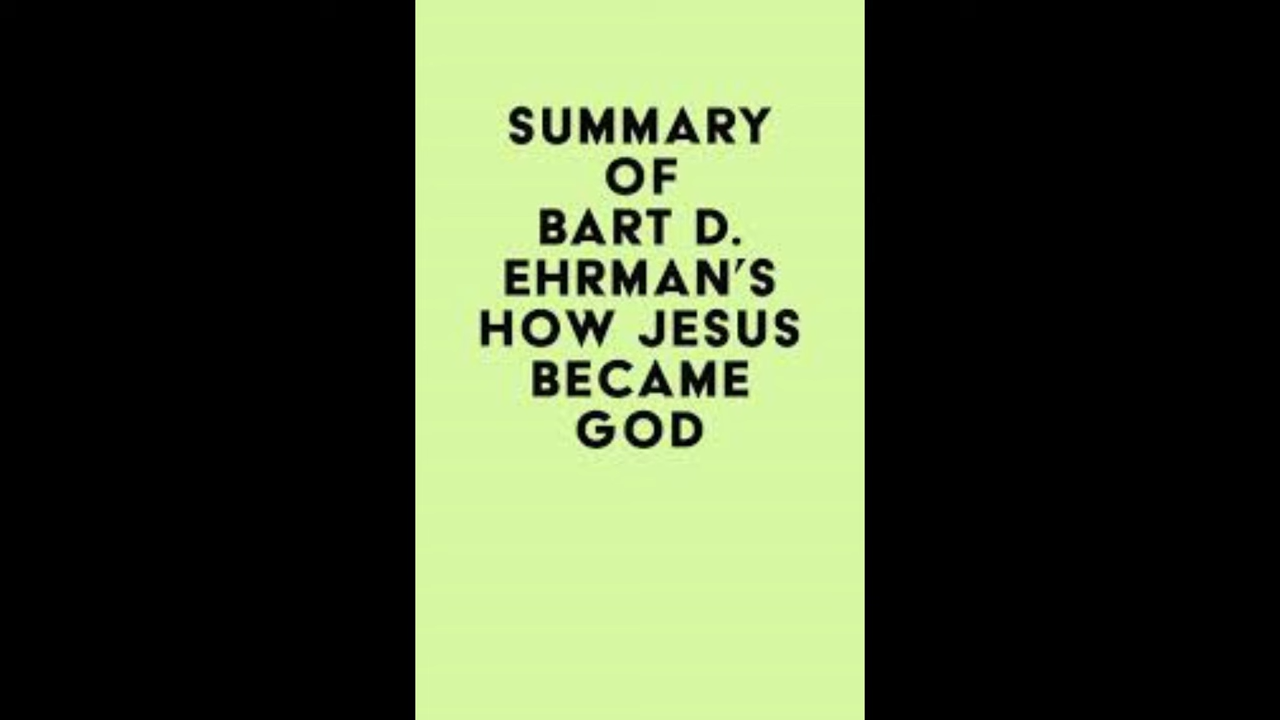 SUMMARY
OF
BART D.
EHRMAN'S
HOW JESUS
BECAME
GOD